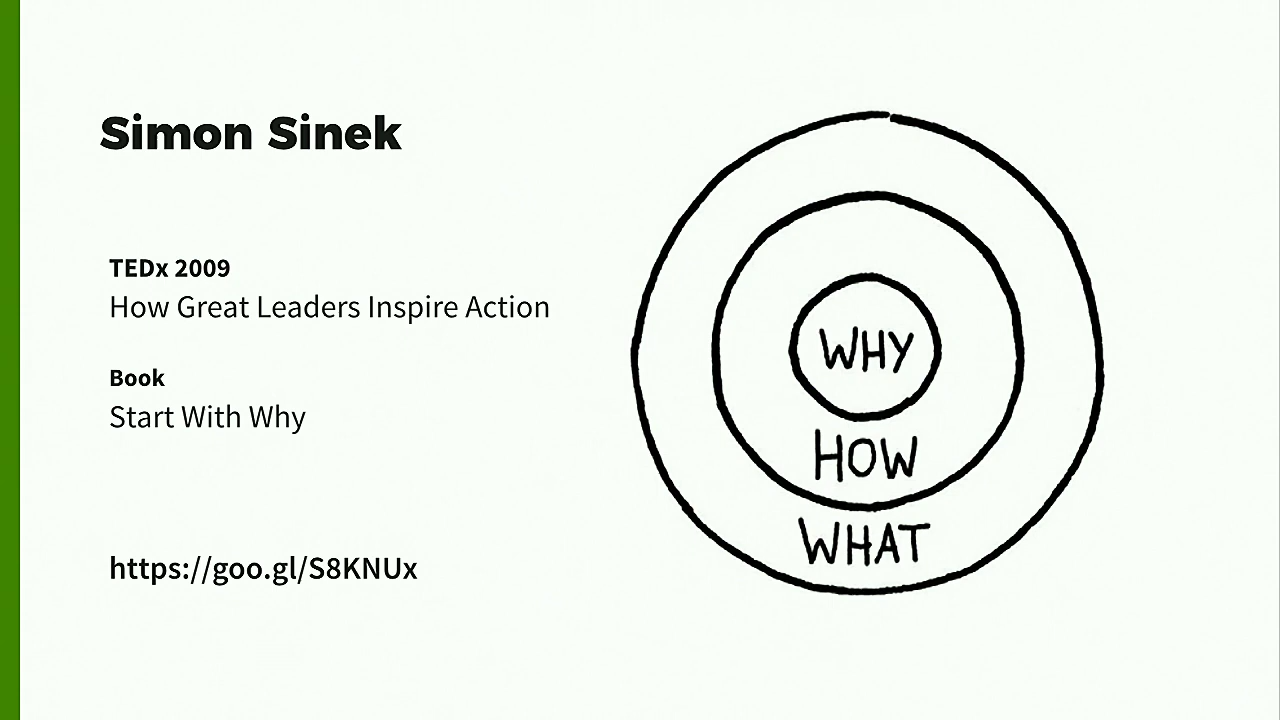 Simon Sinek
TEDx 2009
How Great Leaders Inspire Action
Book
Start With Why
https://goo.gl/S8KNUx
WHY
HOW
WHAT